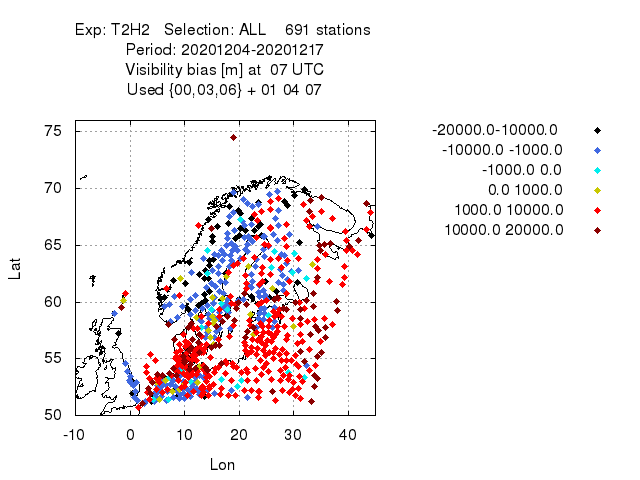 Exp: T2H2   Selection: ALL    691 stations
Period: 20201204-20201217
Visibility bias [m] at  07 UTC
Used {00,03,06} + 01 04 07
-20000.0-10000.0
-10000.0 -1000.0
-1000.0 0.0
0.0 1000.0
1000.0 10000.0
10000.0 20000.0
75
70
65
60
55
50
Lat
-10 0 10 20 30 40
Lon